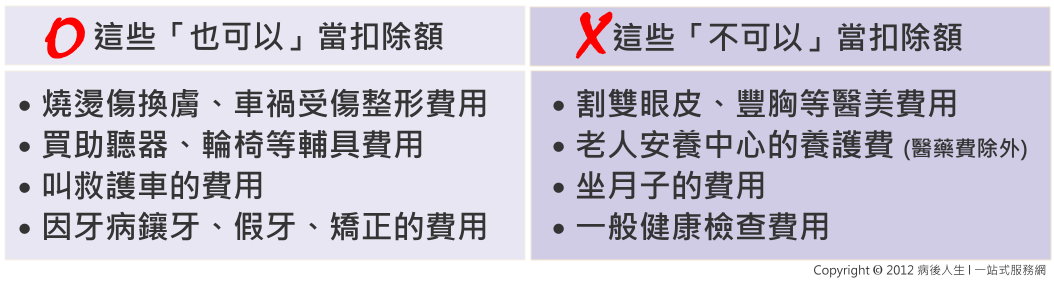 O 這些「也可以」當扣除額
X 這些「不可以」當扣除額
• 燒燙傷換膚、車禍受傷整形費用
• 買助聽器、輪椅等輔具費用
• 叫救護車的費用
• 因牙病鑲牙、假牙、矯正的費用
• 割雙眼皮、豐胸等醫美費用
• 老人安養中心的養護費 (醫藥費除外)
• 坐月子的費用
• 一般健康檢查費用
Copyright © 2012 病後人生 l 一站式服務網